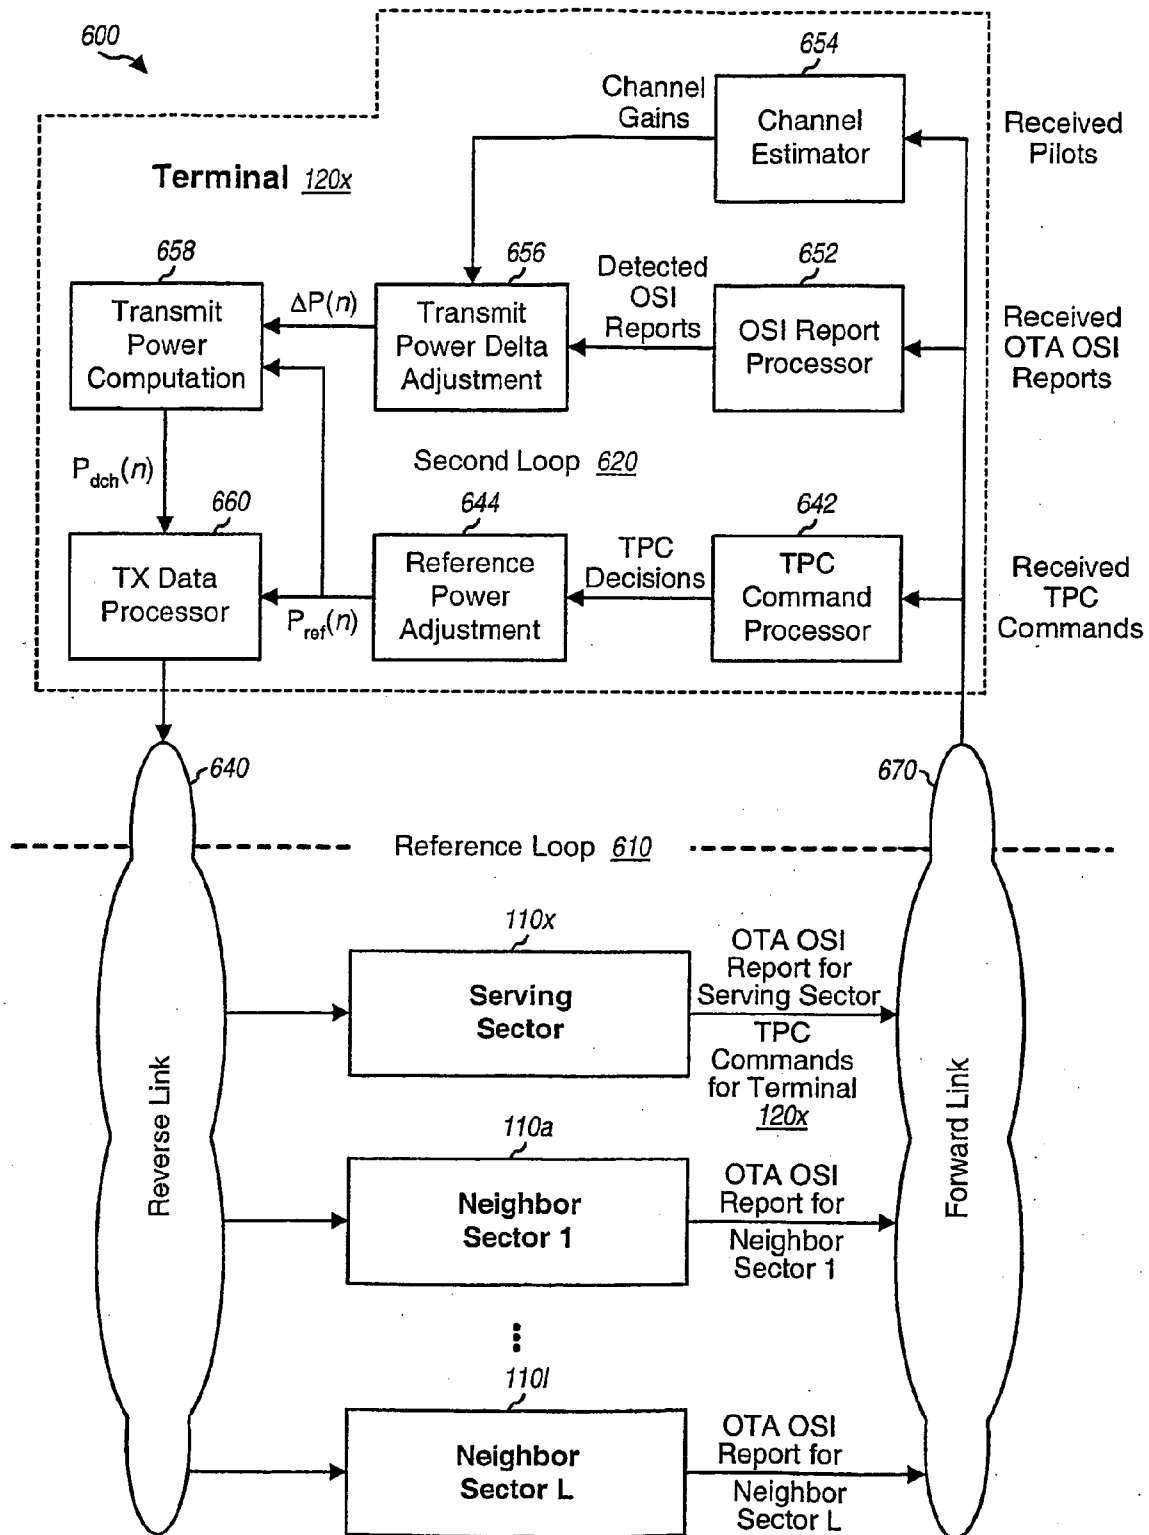 600
654
Channel
Gains
Channel
Estimator
Received
Pilots
Terminal 120x
658
656
Detected
OSI
Reports
652
Transmit
Power
Computation
ΔP(n)
Transmit
Power Delta
Adjustment
OSI Report
Processor
Received
OTA OSI
Reports
P_dch(n)
Second Loop 620
660
644
642
TX Data
Processor
P_ref(n)
Reference
Power
Adjustment
TPC
Decisions
TPC
Command
Processor
Received
TPC
Commands
640
670
Reference Loop 610
110x
Serving
Sector
OTA OSI
Report for
Serving Sector
TPC
Commands
for Terminal
120x
Reverse Link
Forward Link
110a
Neighbor
Sector 1
OTA OSI
Report for
Neighbor
Sector 1
110l
Neighbor
Sector L
OTA OSI
Report for
Neighbor
Sector L